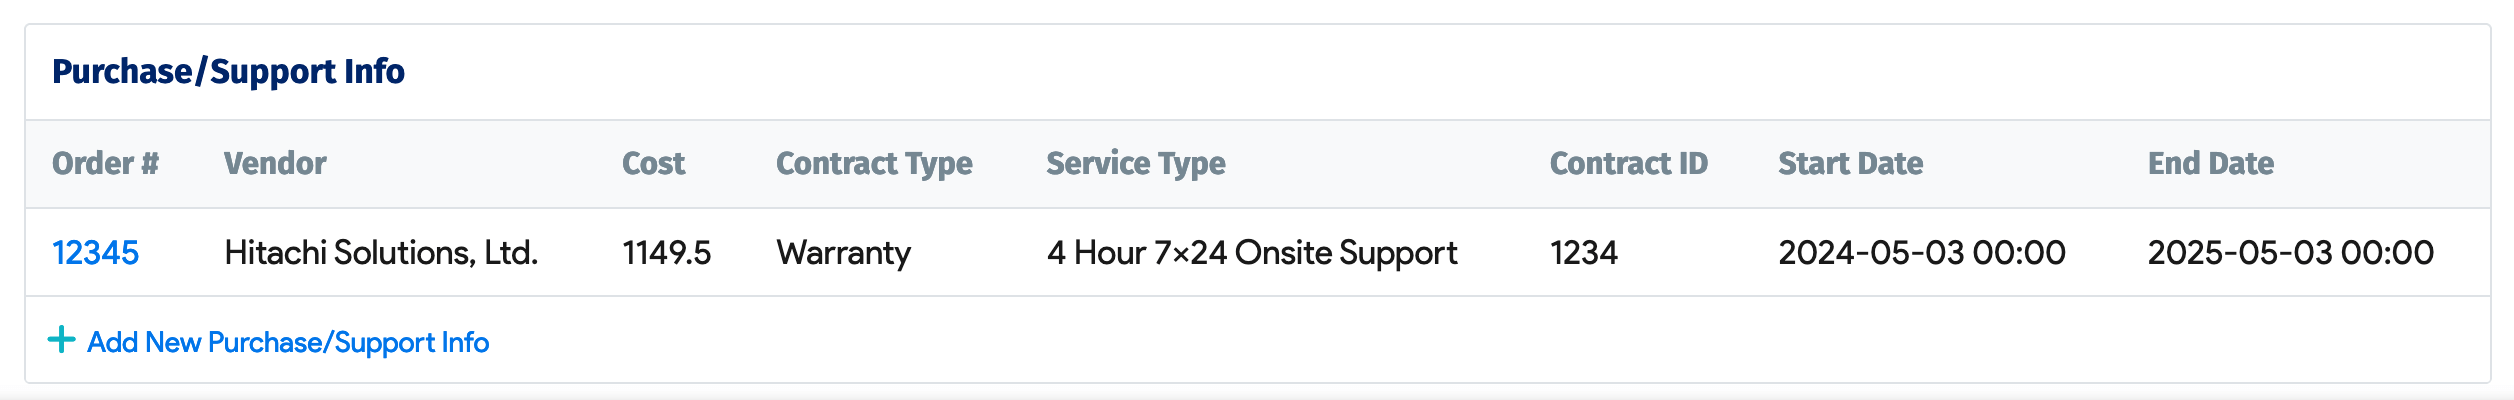 Purchase/Support Info
Order # Vendor Cost Contract Type Service Type Contract ID Start Date End Date
12345 Hitachi Solutions, Ltd. 1149.5 Warranty 4 Hour 7×24 Onsite Support 1234 2024-05-03 00:00 2025-05-03 00:00
Add New Purchase/Support Info